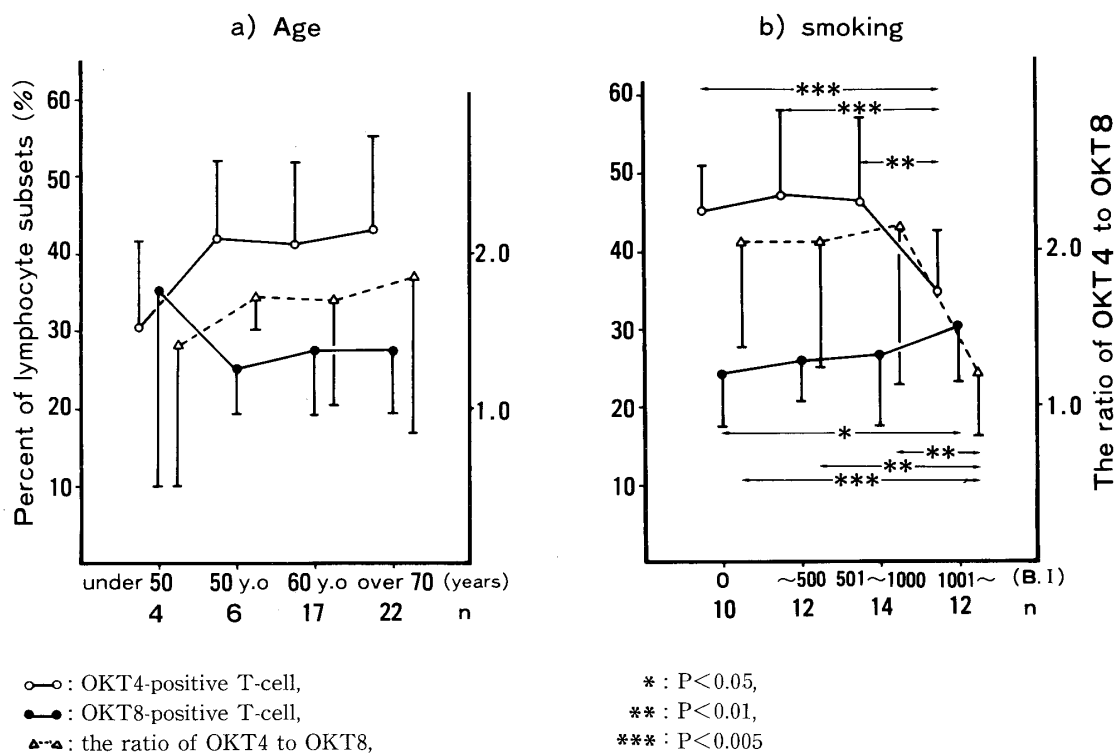 a) Age
b) smoking
Percent of lymphocyte subsets (%)
60
50
40
30
20
10
2.0
1.0
under 50 50 y.o 60 y.o over 70 (years)
4 6 17 22 n
60
50
40
30
20
10
***
***
**
*
**
**
***
2.0
1.0
The ratio of OKT4 to OKT8
0 ~500 501~1000 1001~ (B.I)
10 12 14 12 n
: OKT4-positive T-cell,
: OKT8-positive T-cell,
: the ratio of OKT4 to OKT8,
* : P<0.05,
** : P<0.01,
*** : P<0.005